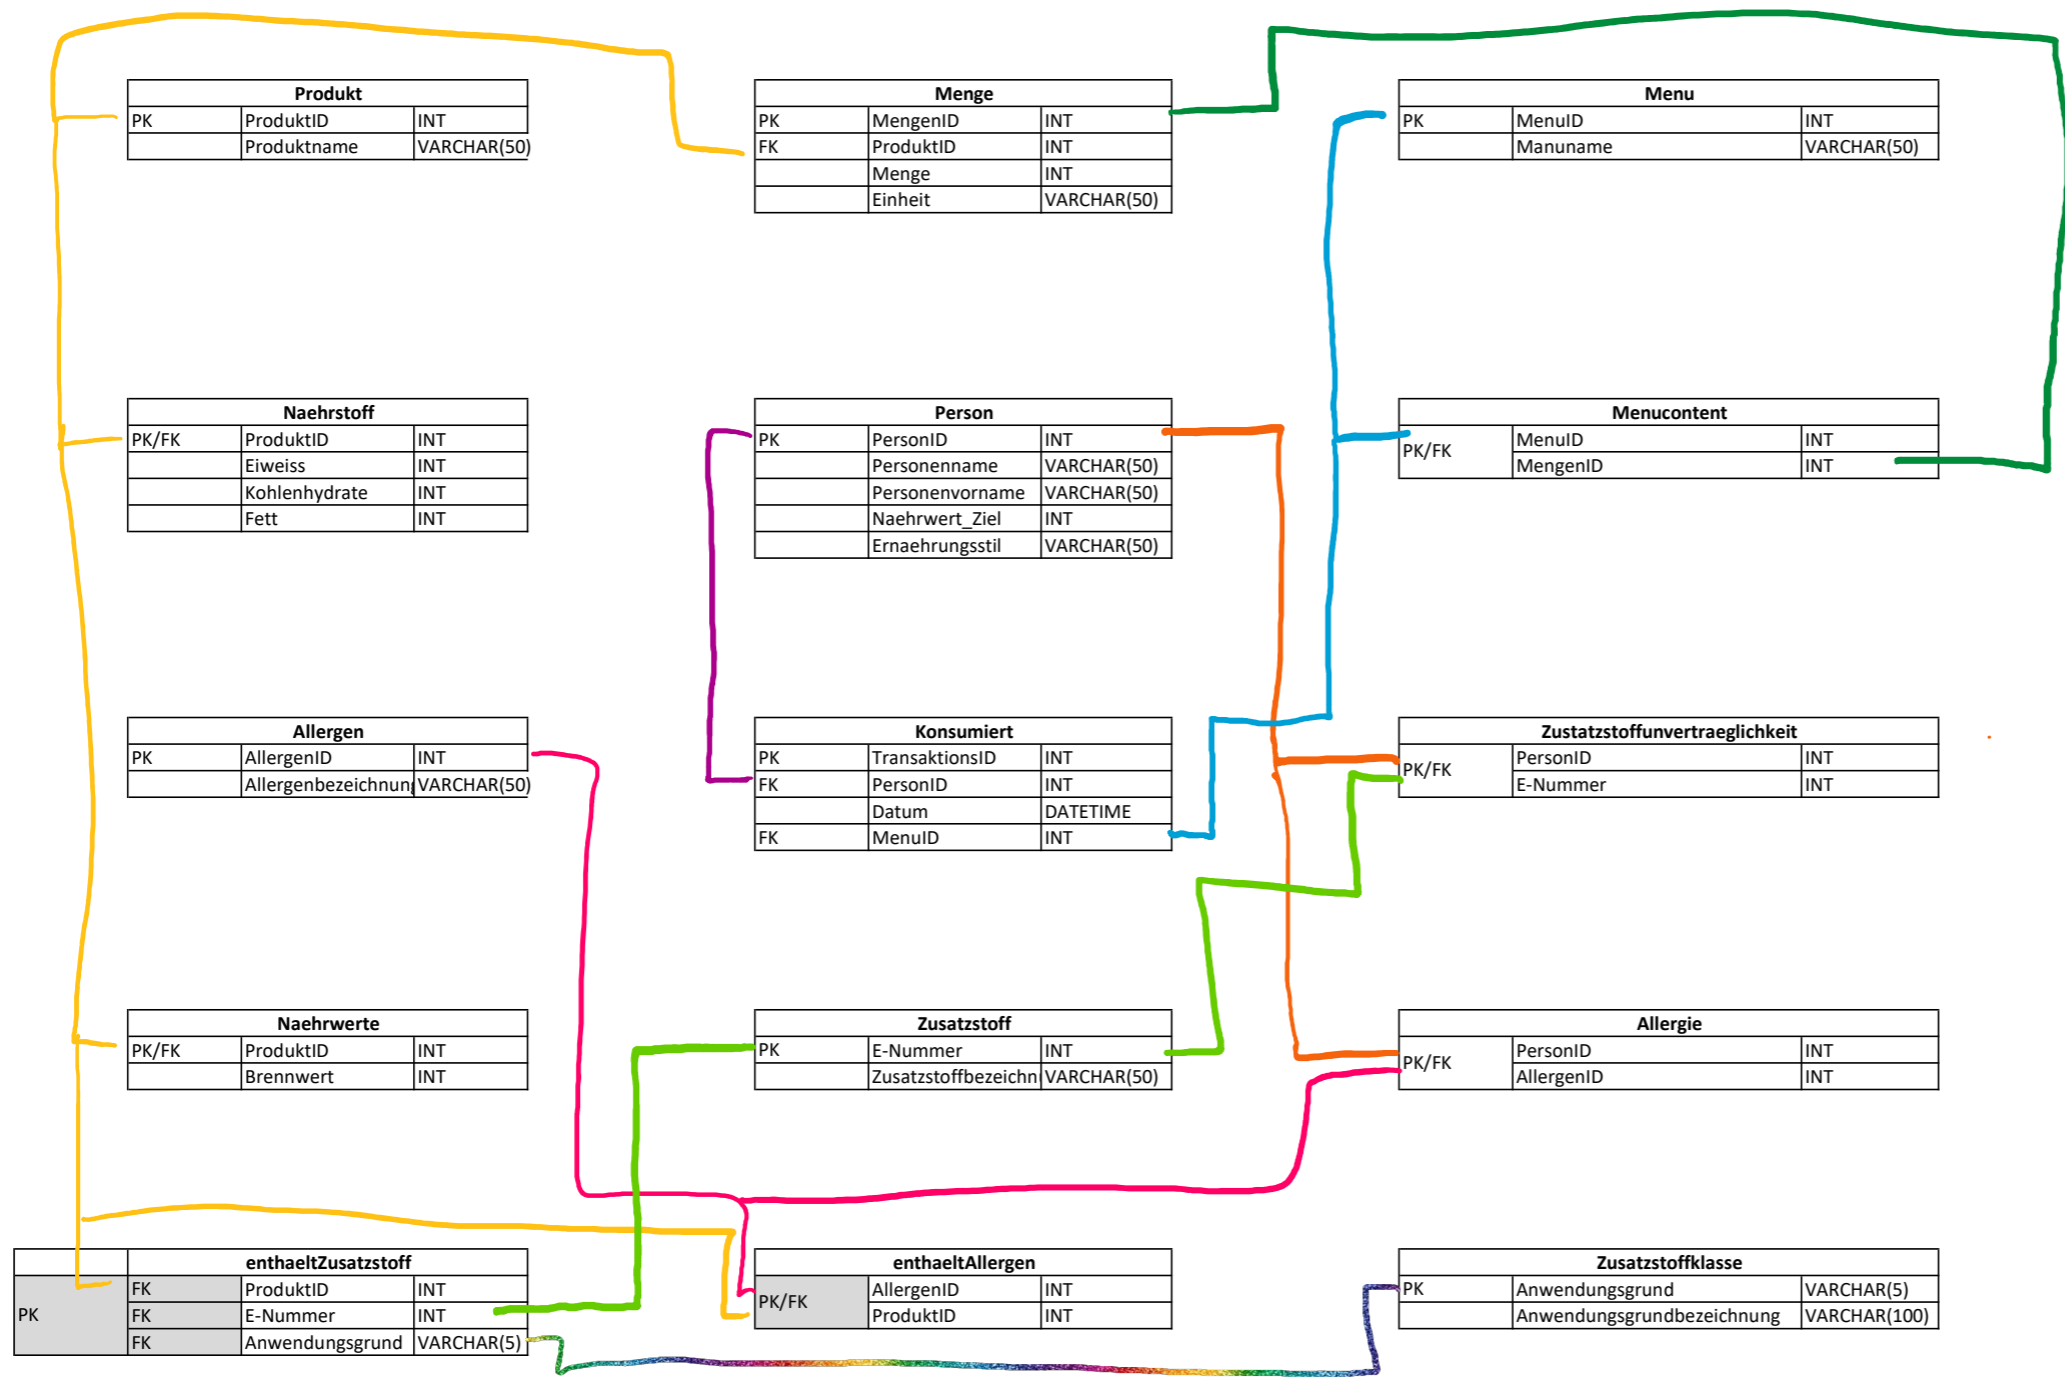 Produkt
PK ProduktID INT
Produktname VARCHAR(50)
Menge
PK MengenID INT
FK ProduktID INT
Menge INT
Einheit VARCHAR(50)
Menu
PK MenuID INT
Manuname VARCHAR(50)
Naehrstoff
PK/FK ProduktID INT
Eiweiss INT
Kohlenhydrate INT
Fett INT
Person
PK PersonID INT
Personenname VARCHAR(50)
Personenvorname VARCHAR(50)
Naehrwert_Ziel INT
Ernaehrungsstil VARCHAR(50)
Menucontent
PK/FK MenuID INT
MengenID INT
Allergen
PK AllergenID INT
Allergenbezeichnung VARCHAR(50)
Konsumiert
PK TransaktionsID INT
FK PersonID INT
Datum DATETIME
FK MenuID INT
Zustatzstoffunvertraeglichkeit
PK/FK PersonID INT
E-Nummer INT
Naehrwerte
PK/FK ProduktID INT
Brennwert INT
Zusatzstoff
PK E-Nummer INT
Zusatzstoffbezeichn VARCHAR(50)
Allergie
PK/FK PersonID INT
AllergenID INT
enthaeltZusatzstoff
PK FK ProduktID INT
FK E-Nummer INT
FK Anwendungsgrund VARCHAR(5)
enthaeltAllergen
PK/FK AllergenID INT
ProduktID INT
Zusatzstoffklasse
PK Anwendungsgrund VARCHAR(5)
Anwendungsgrundbezeichnung VARCHAR(100)